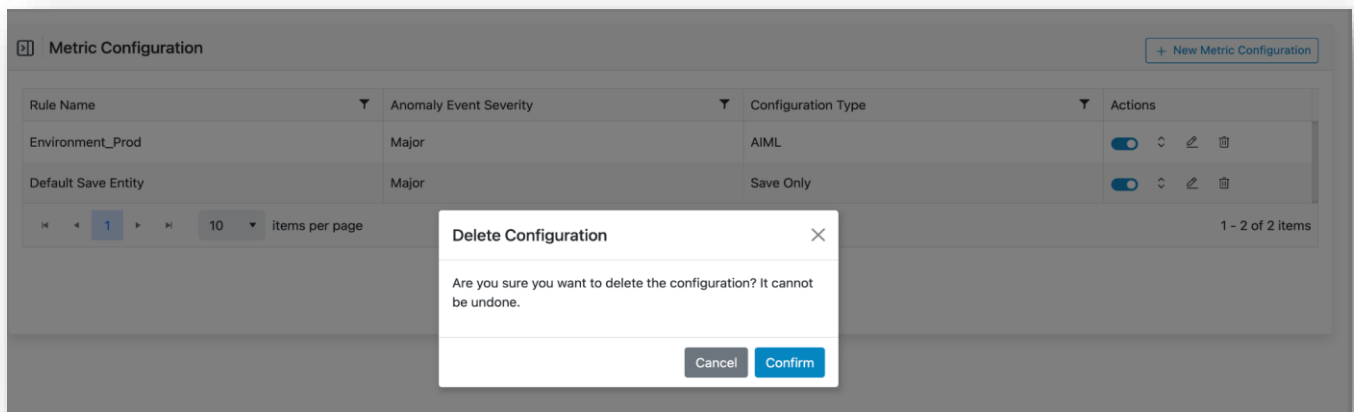 Metric Configuration
+ New Metric Configuration
Rule Name Anomaly Event Severity Configuration Type Actions
Environment_Prod Major AIML
Default Save Entity Major Save Only
1 10 items per page 1 - 2 of 2 items
Delete Configuration
Are you sure you want to delete the configuration? It cannot
be undone.
Cancel Confirm